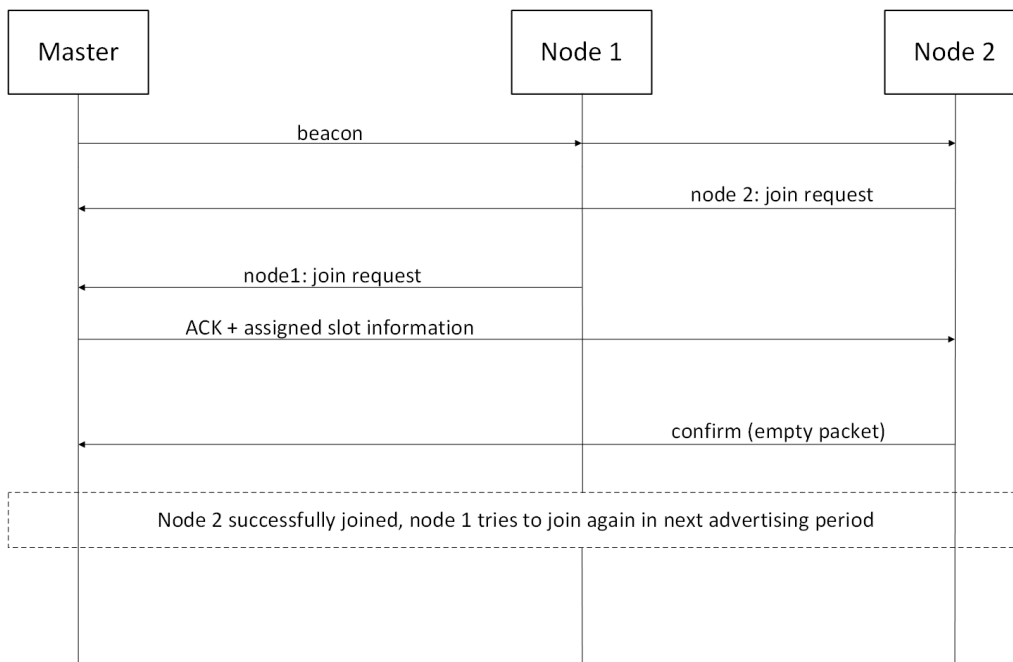 Master
Node 1
Node 2
beacon
node 2: join request
node1: join request
ACK + assigned slot information
confirm (empty packet)
Node 2 successfully joined, node 1 tries to join again in next advertising period